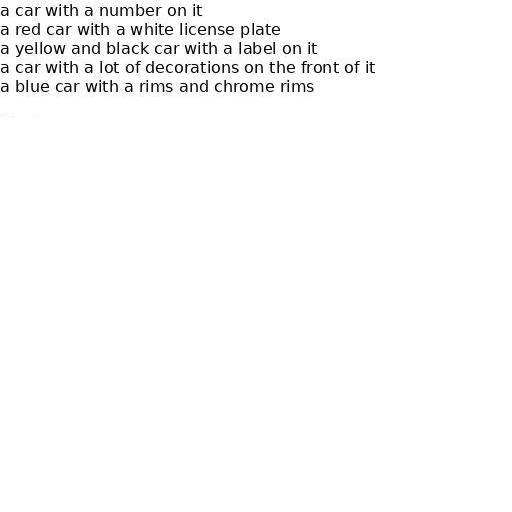 a car with a number on it
a red car with a white license plate
a yellow and black car with a label on it
a car with a lot of decorations on the front of it
a blue car with a rims and chrome rims